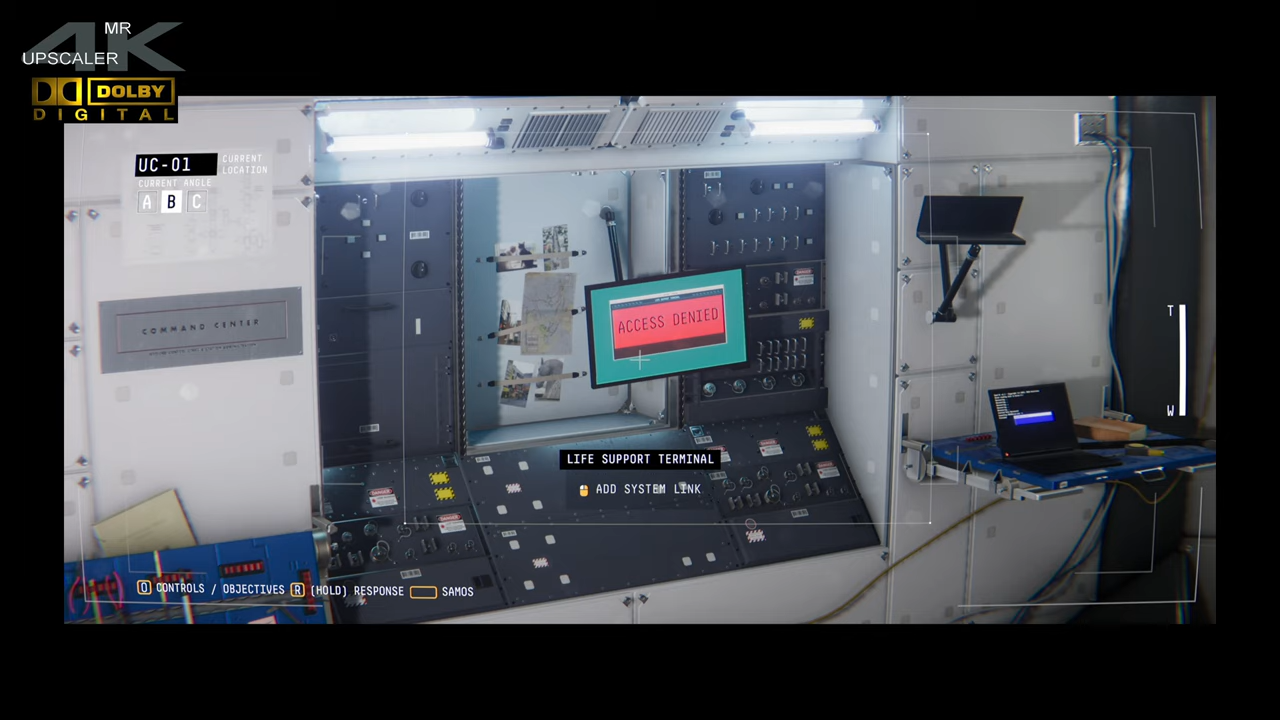 4K
MR
UPSCALER
DOLBY
DIGITAL
UC-01
CURRENT
LOCATION
CURRENT ANGLE
A B C
COMMAND CENTER
ACCESS DENIED
T
W
LIFE SUPPORT TERMINAL
ADD SYSTEM LINK
O CONTROLS / OBJECTIVES R (HOLD) RESPONSE SAMOS